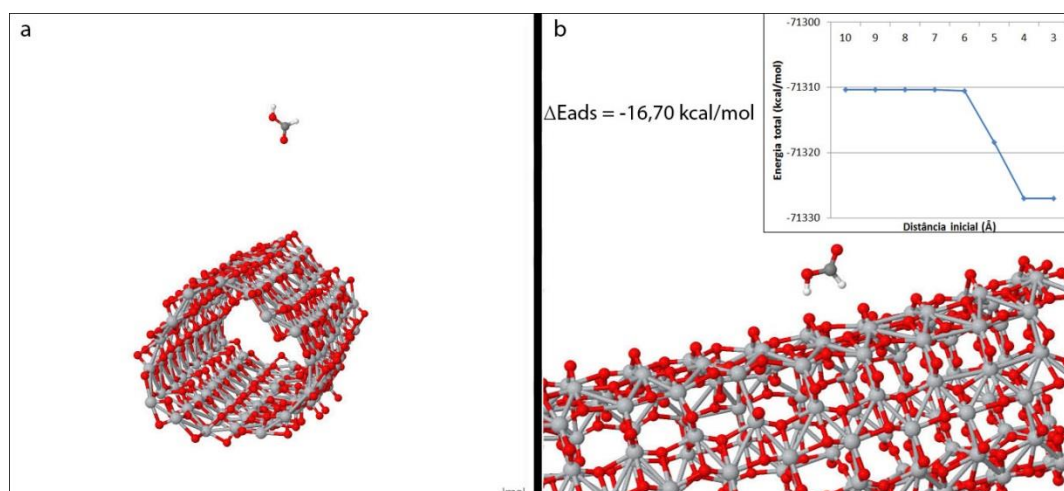 a
b
ΔEads = -16,70 kcal/mol
Energia total (kcal/mol)
-71300
-71310
-71320
-71330
10 9 8 7 6 5 4 3
Distância inicial (Å)